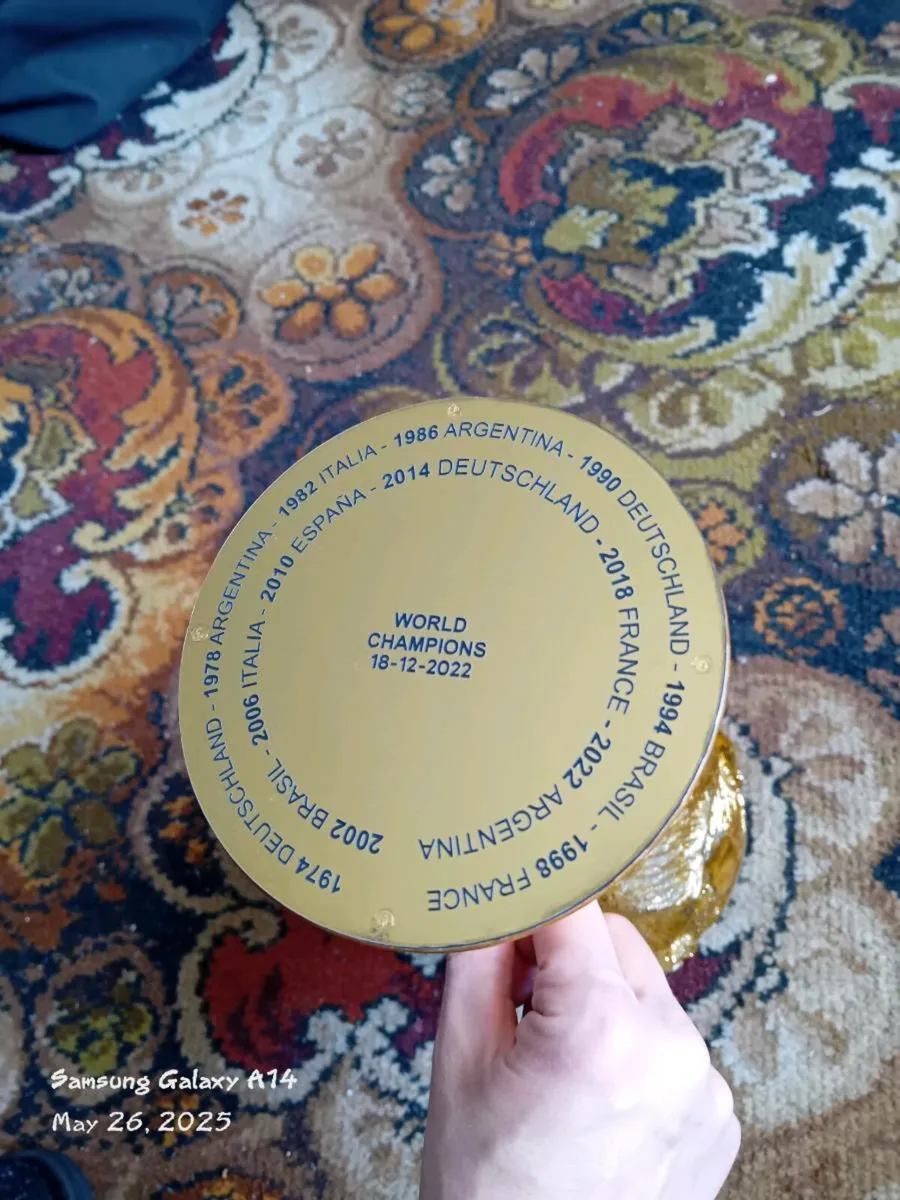 1974 DEUTSCHLAND - 1978 ARGENTINA - 1982 ITALIA - 1986 ARGENTINA - 1990 DEUTSCHLAND - 1994 BRASIL - 1998 FRANCE
2002 BRASIL - 2006 ITALIA - 2010 ESPAÑA - 2014 DEUTSCHLAND - 2018 FRANCE - 2022 ARGENTINA
WORLD
CHAMPIONS
18-12-2022
Samsung Galaxy A14
May 26, 2025